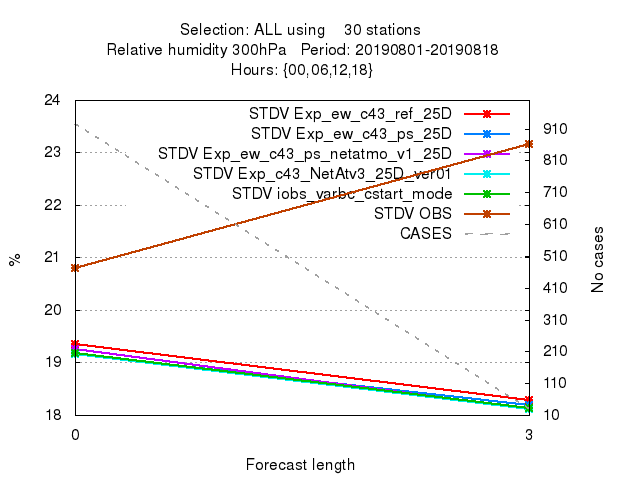 Selection: ALL using 30 stations
Relative humidity 300hPa Period: 20190801-20190818
Hours: {00,06,12,18}
STDV Exp_ew_c43_ref_25D
STDV Exp_ew_c43_ps_25D
STDV Exp_ew_c43_ps_netatmo_v1_25D
STDV Exp_c43_NetAtv3_25D_ver01
STDV iobs_varbc_cstart_mode
STDV OBS
CASES
24
23
22
21
20
19
18
%
910
810
710
610
510
410
310
210
110
10
No cases
0
3
Forecast length